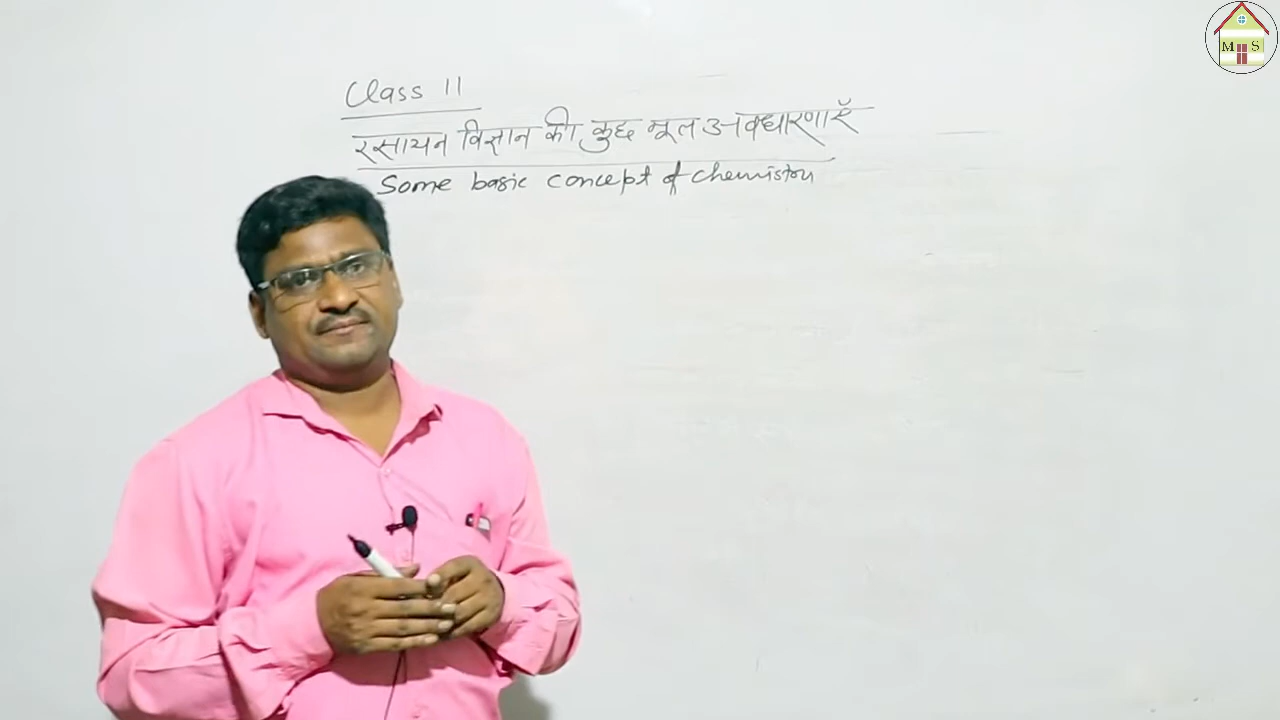 Class 11
रसायन विज्ञान की कुछ मूल अवधारणाएँ
Some basic concept of chemistry
M S